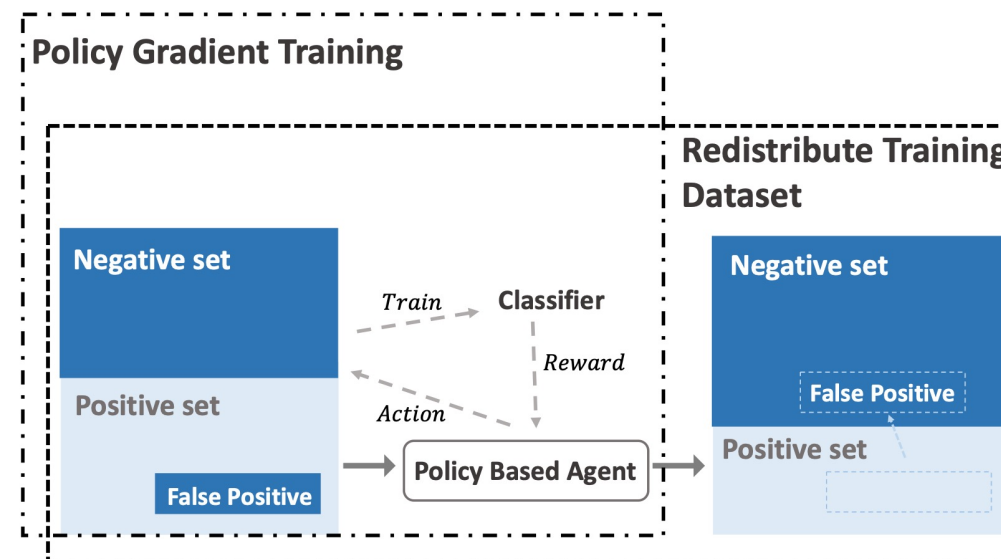 Policy Gradient Training
Redistribute Training
Dataset
Negative set
Train
Classifier
Reward
Action
Positive set
False Positive
Policy Based Agent
Negative set
False Positive
Positive set